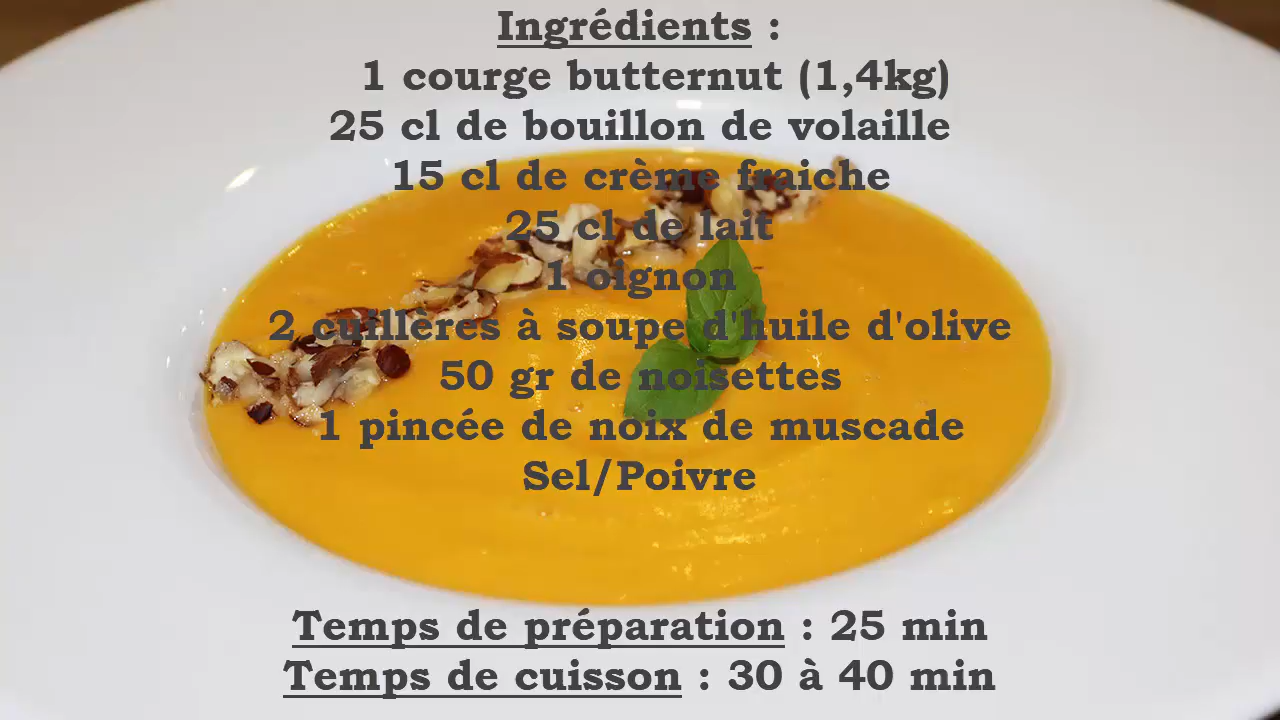 Ingrédients :
1 courge butternut (1,4kg)
25 cl de bouillon de volaille
15 cl de crème fraiche
25 cl de lait
1 oignon
2 cuillères à soupe d'huile d'olive
50 gr de noisettes
1 pincée de noix de muscade
Sel/Poivre
Temps de préparation : 25 min
Temps de cuisson : 30 à 40 min